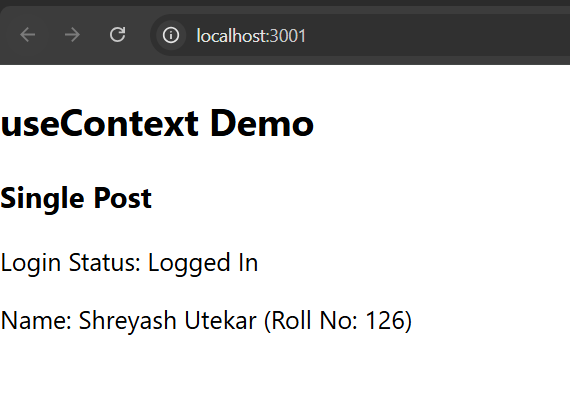 localhost:3001
useContext Demo
Single Post
Login Status: Logged In
Name: Shreyash Utekar (Roll No: 126)